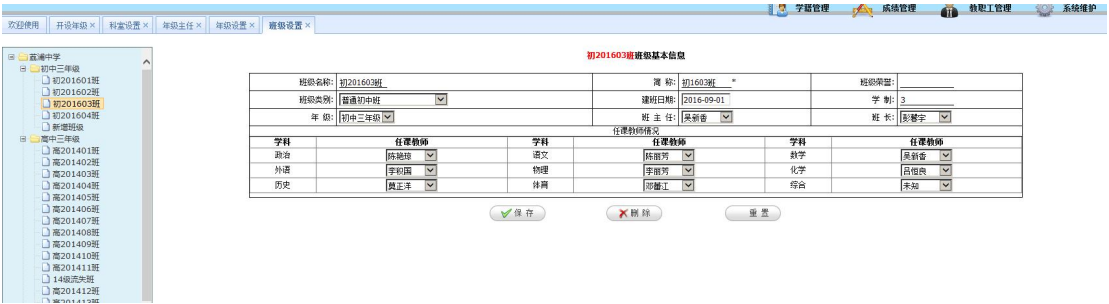 学籍管理 成绩管理 教职工管理 系统维护
欢迎使用 开设年级 × 科室设置 × 年级主任 × 年级设置 × 班级设置 ×
荔浦中学
初中三年级
初201601班
初201602班
初201603班
初201604班
新增班级
高中三年级
高201401班
高201402班
高201403班
高201404班
高201405班
高201406班
高201407班
高201408班
高201409班
高201410班
高201411班
14级流失班
高201412班
高201413班
初201603班班级基本信息
班级名称: 初201603班 简 称: 初1603班 * 班级荣誉:
班级类别: 普通初中班 建班日期: 2016-09-01 学 制: 3
年 级: 初中三年级 班 主 任: 吴新香 班 长: 彭馨宇
任课教师情况
学科 任课教师 学科 任课教师 学科 任课教师
政治 陈艳琼 语文 陈丽芳 数学 吴新香
外语 李积国 物理 李丽芳 化学 吕恒良
历史 莫正洋 体育 邓蕃江 综合 未知
保 存 删 除 重 置